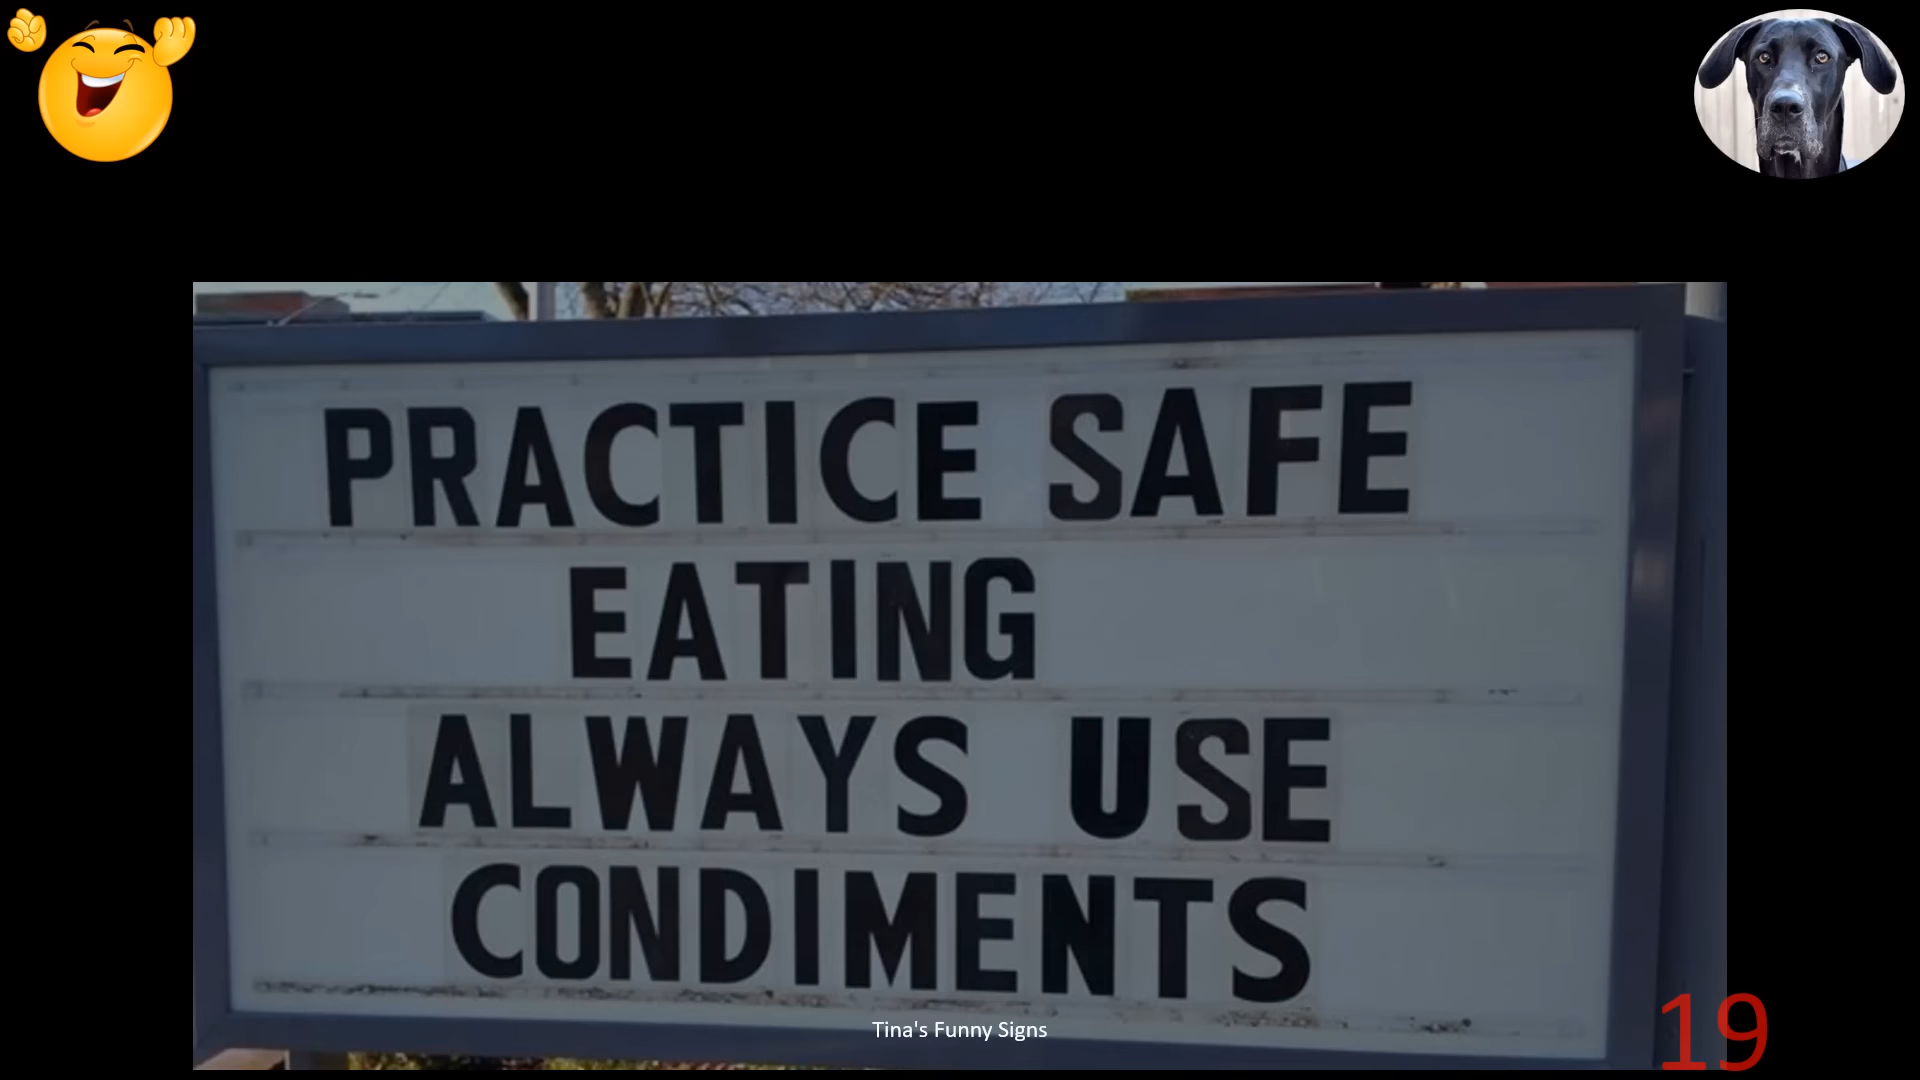 PRACTICE SAFE
EATING
ALWAYS USE
CONDIMENTS
Tina's Funny Signs
19